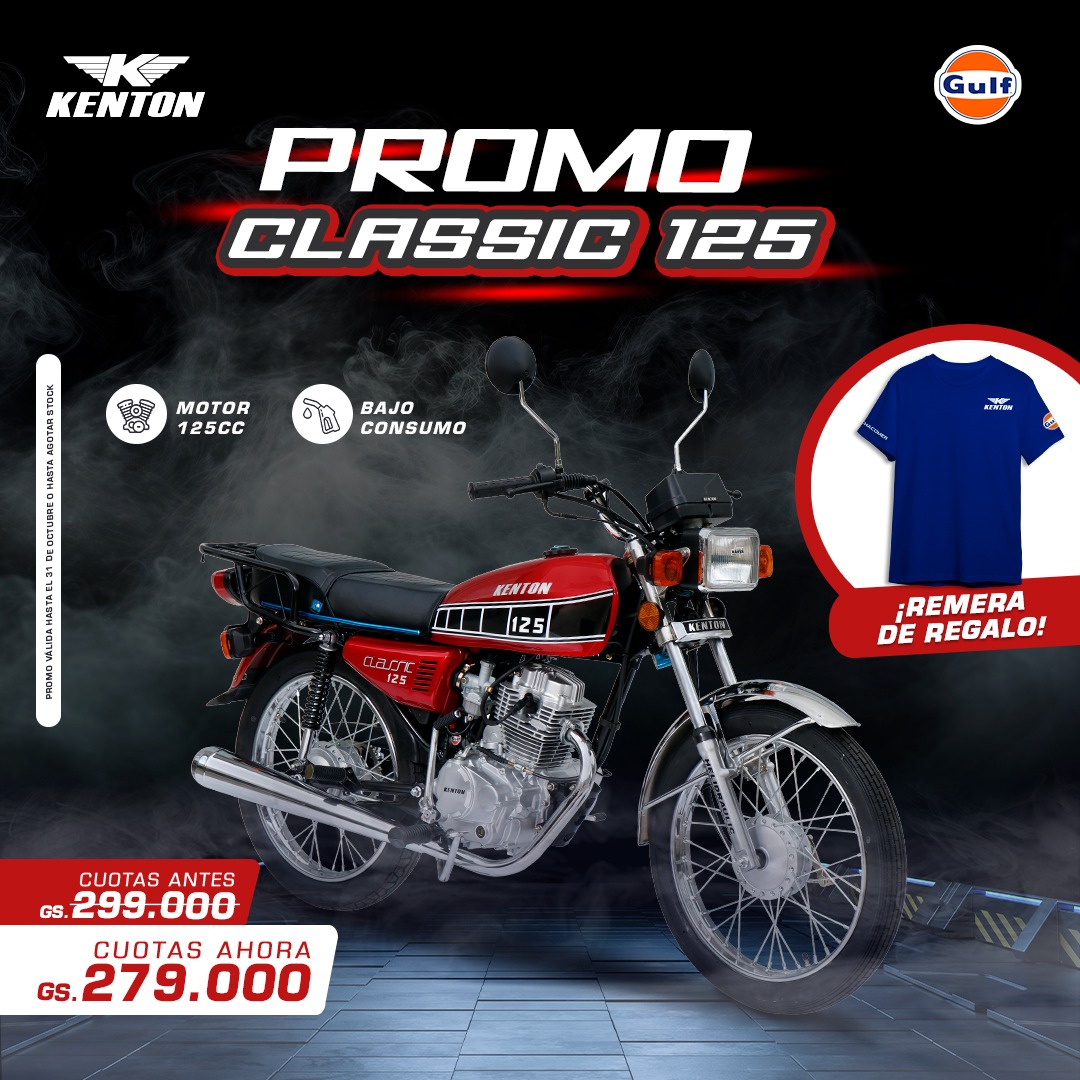 KENTON
Gulf
PROMO
CLASSIC 125
PROMO VÁLIDA HASTA EL 31 DE OCTUBRE O HASTA AGOTAR STOCK
MOTOR
125CC
BAJO
CONSUMO
KENTON
CHACOMER
¡REMERA
DE REGALO!
KENTON
125
KENTON
CLASSIC
125
KENTON
CUOTAS ANTES
GS. 299.000
CUOTAS AHORA
GS. 279.000